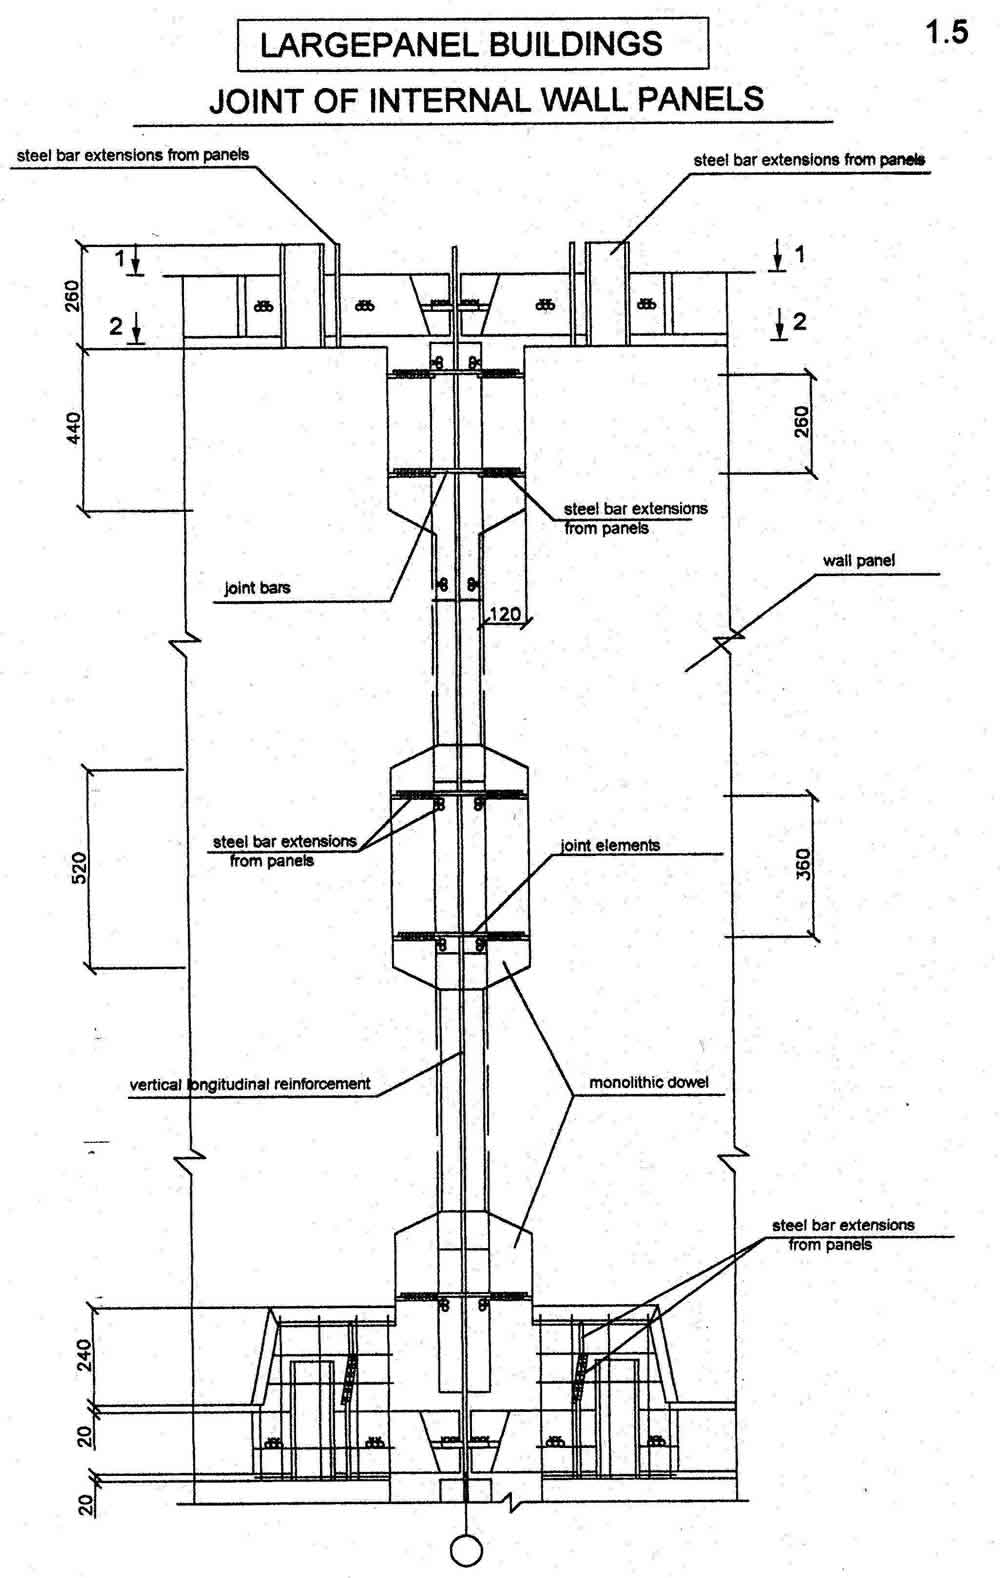 1.5
LARGEPANEL BUILDINGS
JOINT OF INTERNAL WALL PANELS
steel bar extensions from panels
steel bar extensions from panels
1
1
260
2
2
440
260
steel bar extensions
from panels
wall panel
joint bars
120
520
steel bar extensions
from panels
joint elements
360
vertical longitudinal reinforcement
monolithic dowel
steel bar extensions
from panels
240
20
20